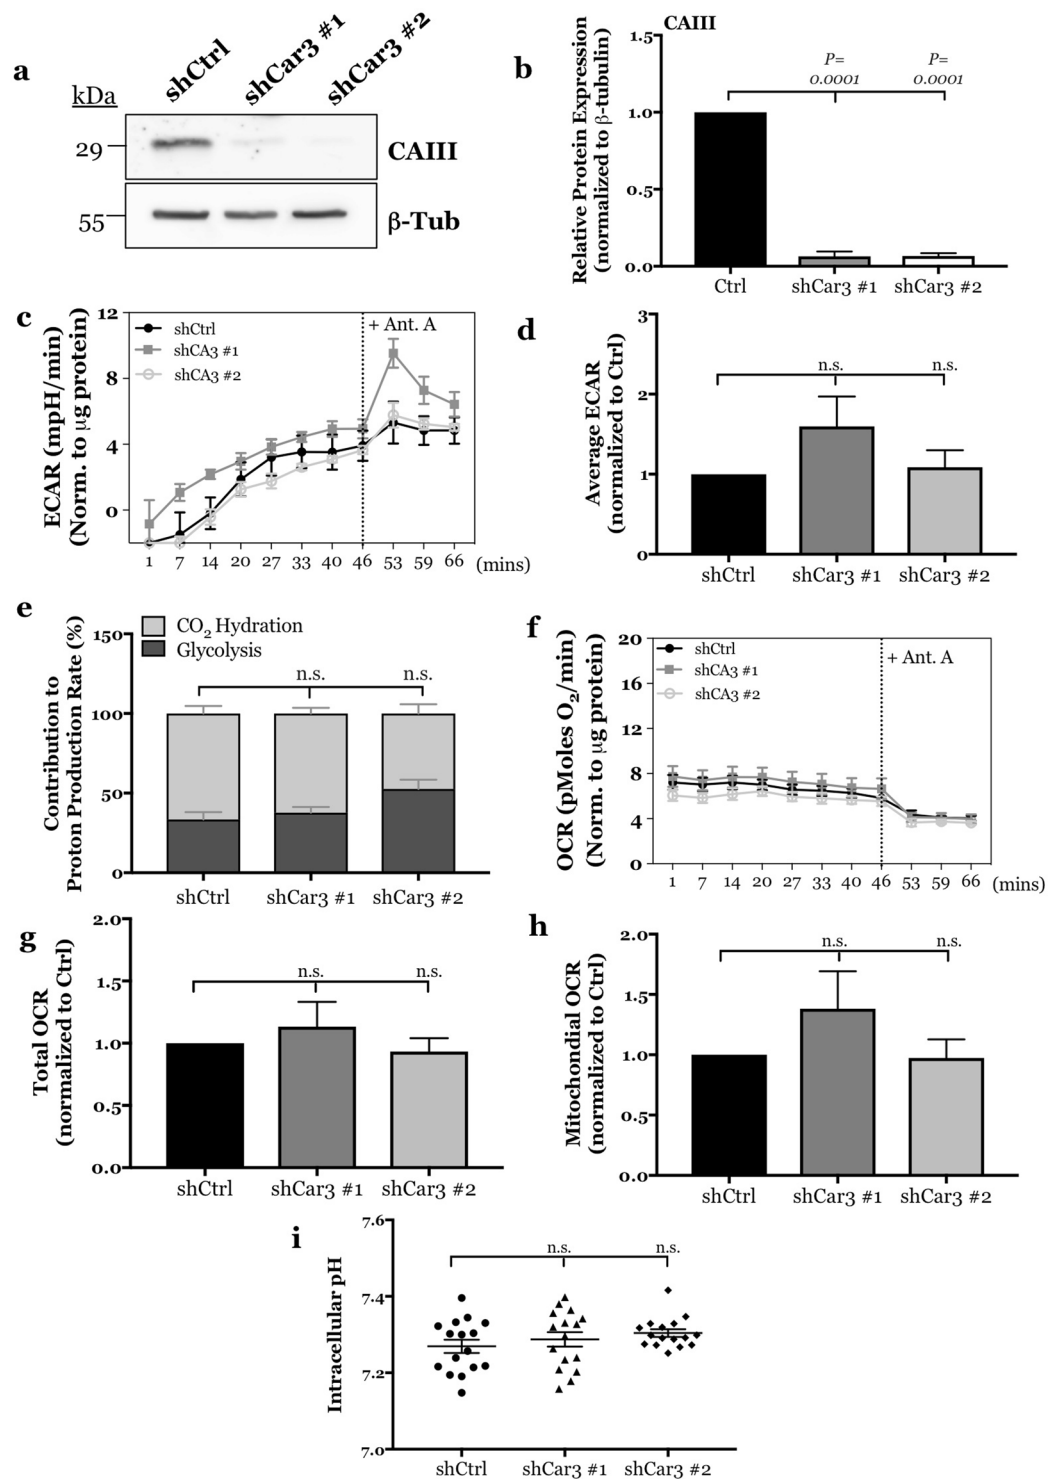 a
shCtrl
shCar3 #1
shCar3 #2
kDa
29
CAIII
55
β-Tub
b
CAIII
Relative Protein Expression
(normalized to β-tubulin)
1.5
1.0
0.5
0.0
P=
0.0001
P=
0.0001
Ctrl shCar3 #1 shCar3 #2
c
ECAR (mpH/min)
(Norm. to µg protein)
12
8
4
0
shCtrl
shCA3 #1
shCA3 #2
+ Ant. A
1 7 14 20 27 33 40 46 53 59 66 (mins)
d
Average ECAR
(normalized to Ctrl)
3
2
1
0
n.s. n.s.
shCtrl shCar3 #1 shCar3 #2
e
Contribution to
Proton Production Rate (%)
CO2 Hydration
Glycolysis
150
100
50
0
n.s. n.s.
shCtrl shCar3 #1 shCar3 #2
f
OCR (pMoles O2/min)
(Norm. to µg protein)
20
16
12
8
4
0
shCtrl
shCA3 #1
shCA3 #2
+ Ant. A
1 7 14 20 27 33 40 46 53 59 66 (mins)
g
Total OCR
(normalized to Ctrl)
2.0
1.5
1.0
0.5
0.0
n.s. n.s.
shCtrl shCar3 #1 shCar3 #2
h
Mitochondial OCR
(normalized to Ctrl)
2.0
1.5
1.0
0.5
0.0
n.s. n.s.
shCtrl shCar3 #1 shCar3 #2
i
Intracellular pH
7.6
7.4
7.2
7.0
n.s. n.s.
shCtrl shCar3 #1 shCar3 #2